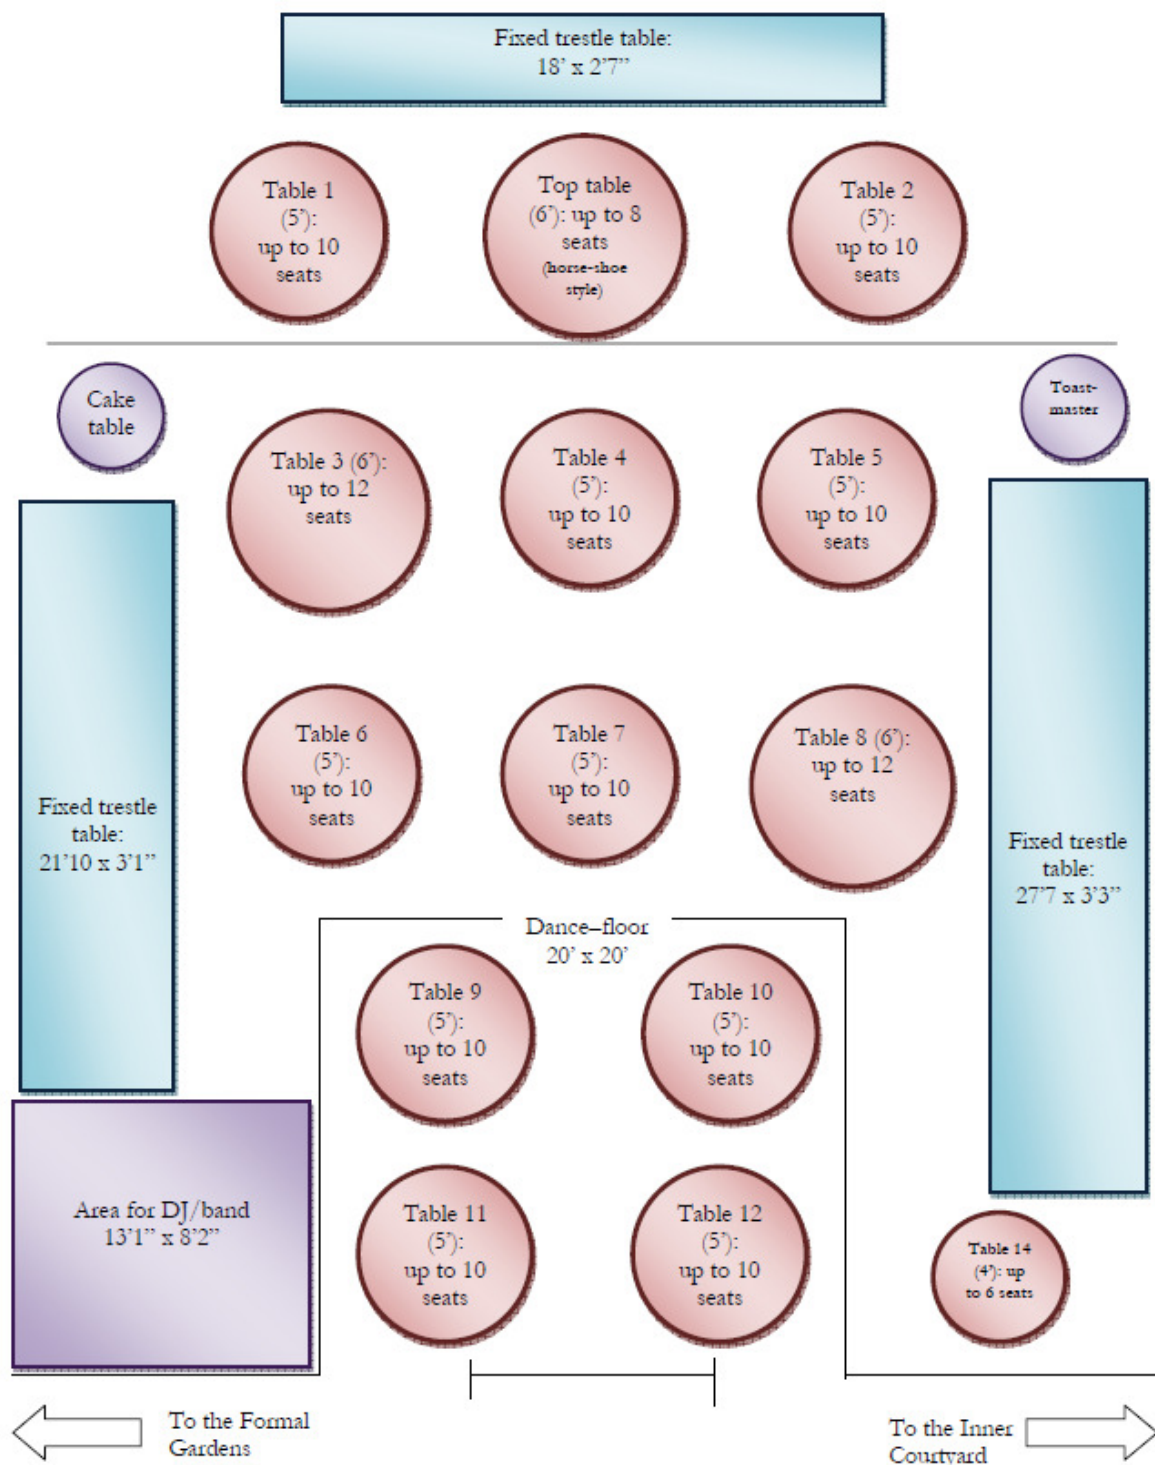 Fixed trestle table:
18’ x 2’7”
Table 1
(5’):
up to 10
seats
Top table
(6’): up to 8
seats
(horse-shoe
style)
Table 2
(5’):
up to 10
seats
Cake
table
Toast-
master
Table 3 (6’):
up to 12
seats
Table 4
(5’):
up to 10
seats
Table 5
(5’):
up to 10
seats
Table 6
(5’):
up to 10
seats
Table 7
(5’):
up to 10
seats
Table 8 (6’):
up to 12
seats
Fixed trestle
table:
21’10 x 3’1”
Fixed trestle
table:
27’7 x 3’3”
Dance–floor
20’ x 20’
Table 9
(5’):
up to 10
seats
Table 10
(5’):
up to 10
seats
Area for DJ/band
13’1” x 8’2”
Table 11
(5’):
up to 10
seats
Table 12
(5’):
up to 10
seats
Table 14
(4’): up
to 6 seats
To the Formal
Gardens
To the Inner
Courtyard